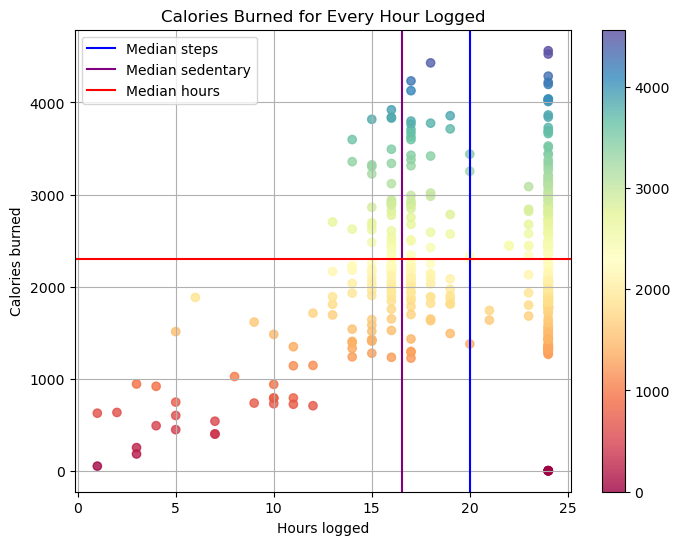 Calories Burned for Every Hour Logged
Median steps
Median sedentary
Median hours
4000
3000
2000
1000
0
Calories burned
0
5
10
15
20
25
Hours logged
4000
3000
2000
1000
0